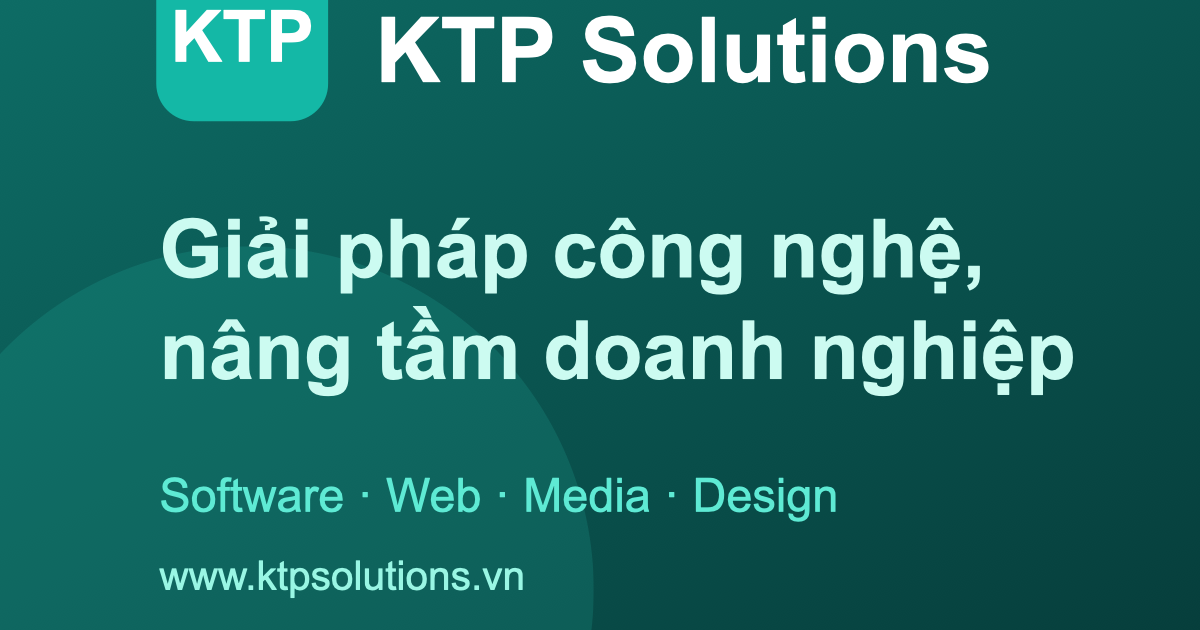 KTP
KTP Solutions
Giải pháp công nghệ,
nâng tầm doanh nghiệp
Software · Web · Media · Design
www.ktpsolutions.vn